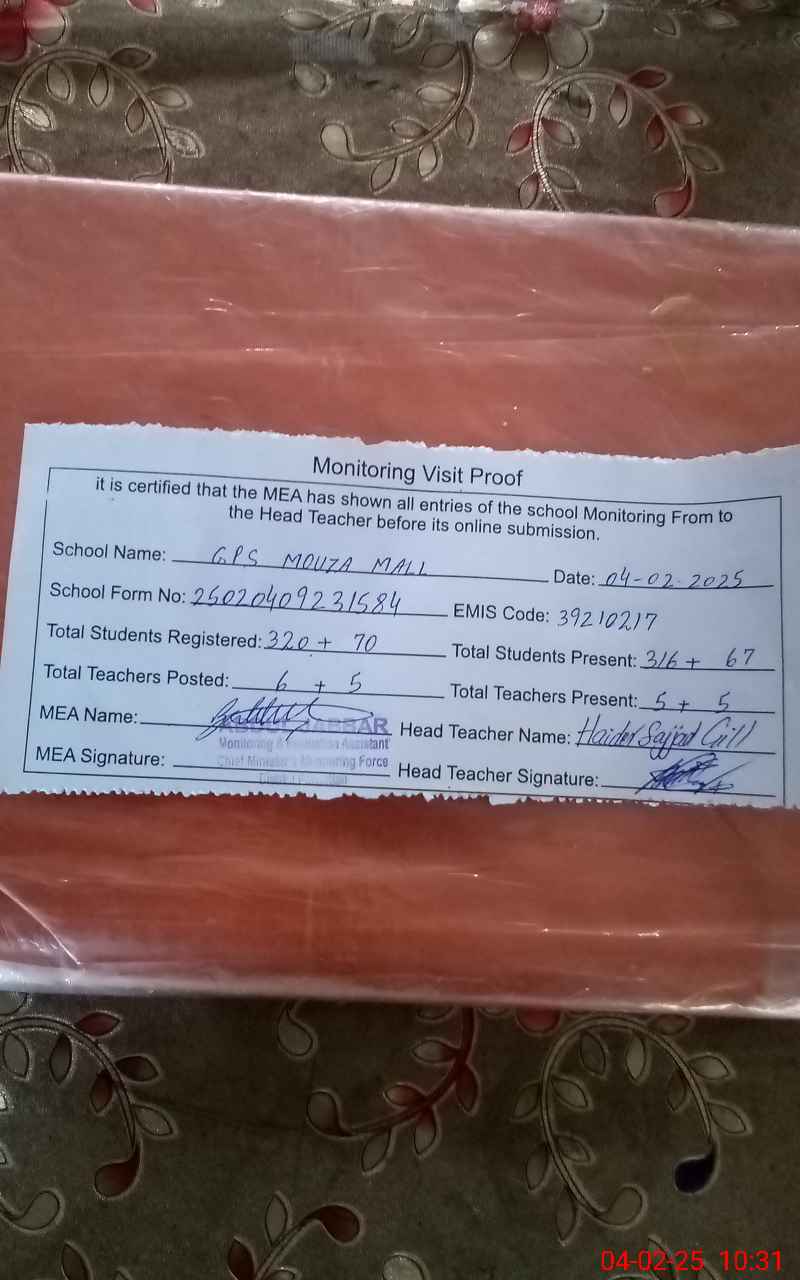 Monitoring Visit Proof
it is certified that the MEA has shown all entries of the school Monitoring From to
the Head Teacher before its online submission.
School Name: GPS MOUZA MALL Date: 04-02-2025
School Form No: 25020409231584 EMIS Code: 39210217
Total Students Registered: 320 + 70 Total Students Present: 316 + 67
Total Teachers Posted: 6 + 5 Total Teachers Present: 5 + 5
MEA Name: ABDUL JABBAR Head Teacher Name: Haider Sajjad Gill
Monitoring & Evaluation Assistant
MEA Signature: Chief Minister's Monitoring Force Head Teacher Signature:
04-02-25 10:31